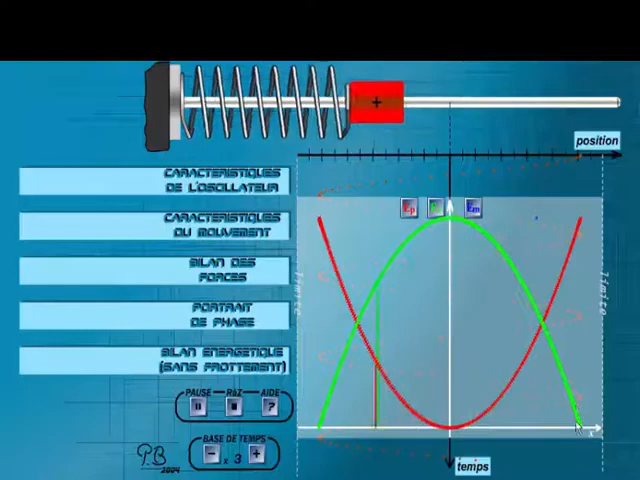 +
position
CARACTERISTIQUES
DE L'OSCILLATEUR
Ep
Em
CARACTERISTIQUES
DU MOUVEMENT
BILAN DES
FORCES
limite
limite
PORTRAIT
DE PHASE
BILAN ENERGETIQUE
(SANS FROTTEMENT)
PAUSE RàZ AIDE
?
x
BASE DE TEMPS
- x 3 +
P.B
2004
temps